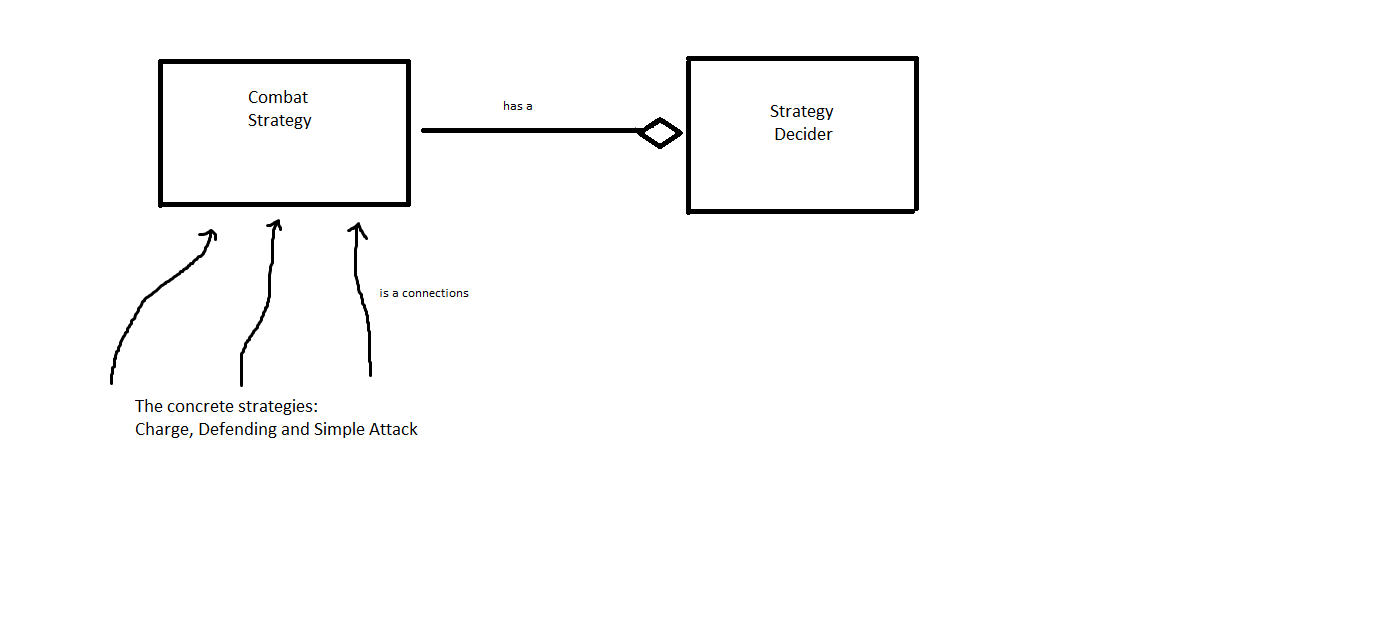 Combat
Strategy
has a
Strategy
Decider
is a connections
The concrete strategies:
Charge, Defending and Simple Attack